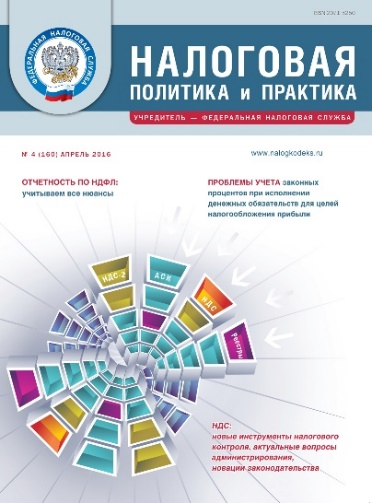 НАЛОГОВАЯ
ПОЛИТИКА и ПРАКТИКА
УЧРЕДИТЕЛЬ — ФЕДЕРАЛЬНАЯ НАЛОГОВАЯ СЛУЖБА
ФЕДЕРАЛЬНАЯ НАЛОГОВАЯ СЛУЖБА
№ 4 (160) АПРЕЛЬ 2016
www.nalogkodeks.ru
ОТЧЕТНОСТЬ ПО НДФЛ:
учитываем все нюансы
ПРОБЛЕМЫ УЧЕТА законных
процентов при исполнении
денежных обязательств для целей
налогообложения прибыли
НДС-2
АСК
НДС
НДС:
новые инструменты налогового
контроля, актуальные вопросы
администрирования,
новации законодательства